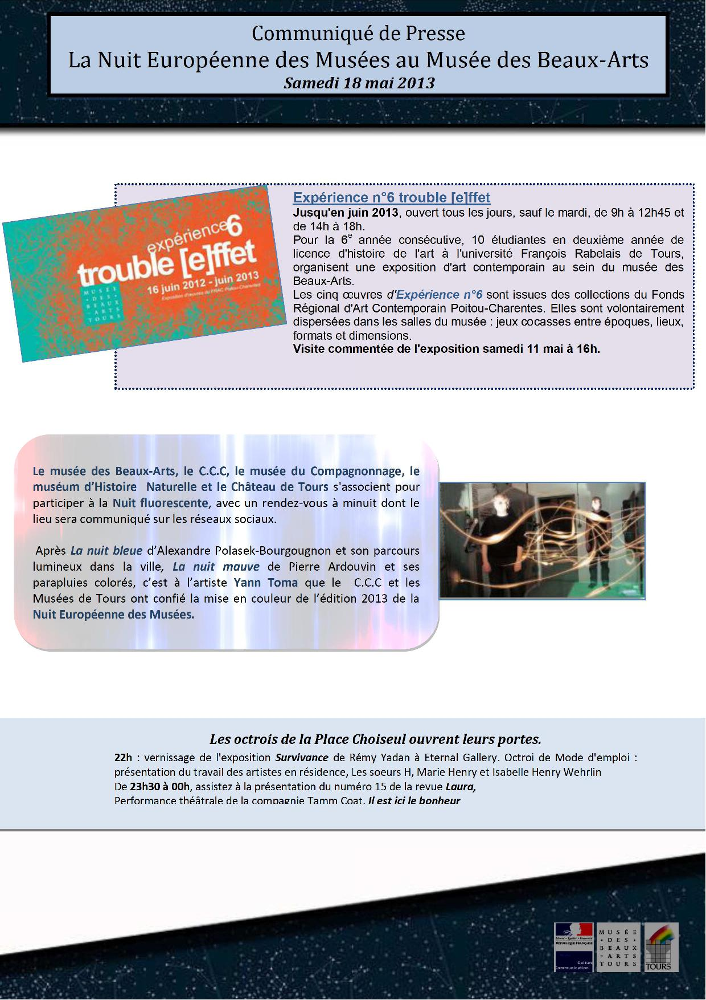 Communiqué de Presse
La Nuit Européenne des Musées au Musée des Beaux-Arts
Samedi 18 mai 2013
expérience6
trouble [e]ffet
16 juin 2012 - juin 2013
Exposition d'œuvres du FRAC Poitou-Charentes
MUSÉE
•DES•
BEAUX
-ARTS
TOURS
Expérience n°6 trouble [e]ffet
Jusqu'en juin 2013, ouvert tous les jours, sauf le mardi, de 9h à 12h45 et
de 14h à 18h.
Pour la 6e année consécutive, 10 étudiantes en deuxième année de
licence d'histoire de l'art à l'université François Rabelais de Tours,
organisent une exposition d'art contemporain au sein du musée des
Beaux-Arts.
Les cinq œuvres d'Expérience n°6 sont issues des collections du Fonds
Régional d'Art Contemporain Poitou-Charentes. Elles sont volontairement
dispersées dans les salles du musée : jeux cocasses entre époques, lieux,
formats et dimensions.
Visite commentée de l'exposition samedi 11 mai à 16h.
Le musée des Beaux-Arts, le C.C.C, le musée du Compagnonnage, le
muséum d’Histoire Naturelle et le Château de Tours s'associent pour
participer à la Nuit fluorescente, avec un rendez-vous à minuit dont le
lieu sera communiqué sur les réseaux sociaux.
Après La nuit bleue d’Alexandre Polasek-Bourgougnon et son parcours
lumineux dans la ville, La nuit mauve de Pierre Ardouvin et ses
parapluies colorés, c’est à l’artiste Yann Toma que le C.C.C et les
Musées de Tours ont confié la mise en couleur de l’édition 2013 de la
Nuit Européenne des Musées.
Les octrois de la Place Choiseul ouvrent leurs portes.
22h : vernissage de l'exposition Survivance de Rémy Yadan à Eternal Gallery. Octroi de Mode d'emploi :
présentation du travail des artistes en résidence, Les soeurs H, Marie Henry et Isabelle Henry Wehrlin
De 23h30 à 00h, assistez à la présentation du numéro 15 de la revue Laura,
Performance théâtrale de la compagnie Tamm Coat. Il est ici le bonheur
Liberté • Égalité • Fraternité
RÉPUBLIQUE FRANÇAISE
Culture
Communication
MUSÉE
•DES•
BEAUX
-ARTS
TOURS
TOURS